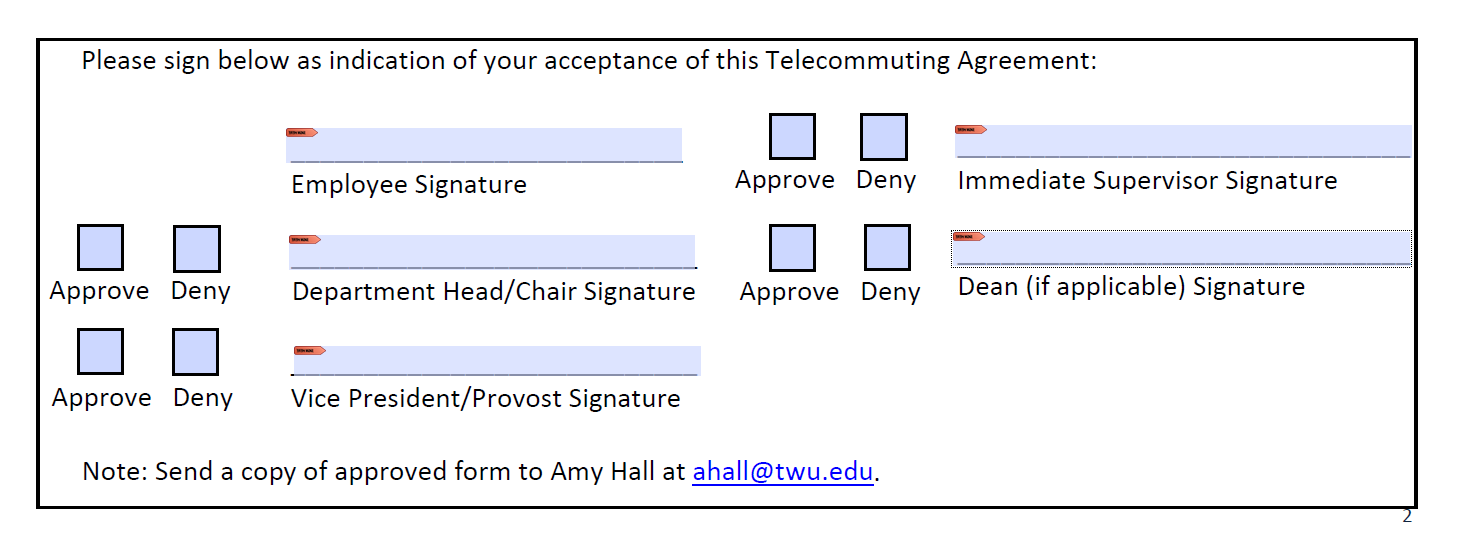 Please sign below as indication of your acceptance of this Telecommuting Agreement:
Employee Signature
Approve Deny Immediate Supervisor Signature
Approve Deny Department Head/Chair Signature
Approve Deny Dean (if applicable) Signature
Approve Deny Vice President/Provost Signature
Note: Send a copy of approved form to Amy Hall at ahall@twu.edu.
2